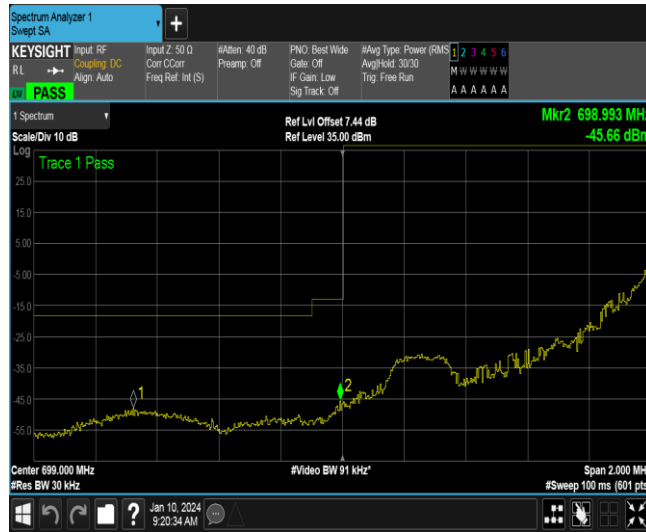 Spectrum Analyzer 1
Swept SA
+
KEYSIGHT Input: RF Input Z: 50 Ω #Atten: 40 dB PNO: Best Wide #Avg Type: Power (RMS 1 2 3 4 5 6
RL Coupling: DC Corr CCorr Preamp: Off Gate: Off Avg|Hold: 30/30 M W W W W W
Align: Auto Freq Ref: Int (S) IF Gain: Low Trig: Free Run
PASS Sig Track: Off A A A A A A
1 Spectrum Ref Lvl Offset 7.44 dB Mkr2 698.993 MHz
Scale/Div 10 dB Ref Level 35.00 dBm -45.66 dBm
Log
Trace 1 Pass
25.0
15.0
5.00
-5.00
-15.0
-25.0
-35.0
1 2
-45.0
-55.0
Center 699.000 MHz #Video BW 91 kHz* Span 2.000 MH
#Res BW 30 kHz #Sweep 100 ms (601 pts
? Jan 10, 2024
9:20:34 AM